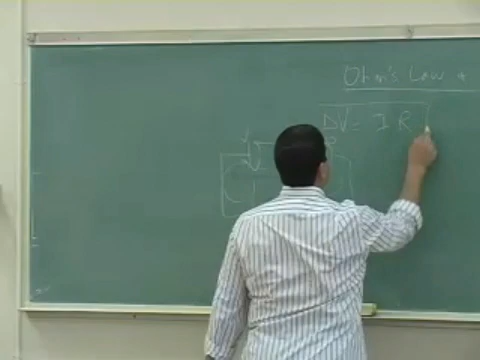 Ohm's Law +
ΔV = I R